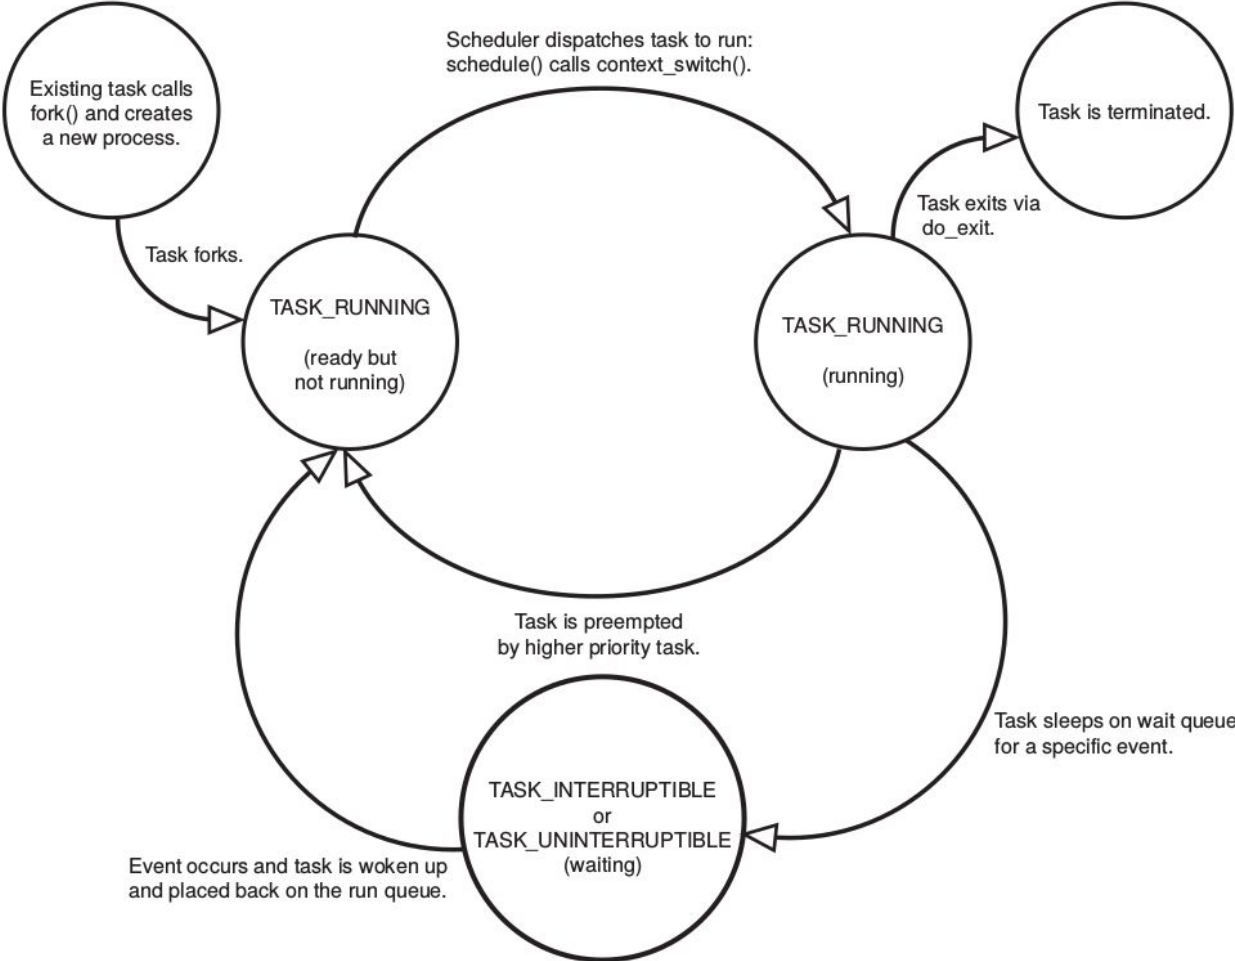 Scheduler dispatches task to run:
schedule() calls context_switch().
Existing task calls
fork() and creates
a new process.
Task is terminated.
Task exits via
do_exit.
Task forks.
TASK_RUNNING
(ready but
not running)
TASK_RUNNING
(running)
Task is preempted
by higher priority task.
Task sleeps on wait queue
for a specific event.
TASK_INTERRUPTIBLE
or
TASK_UNINTERRUPTIBLE
(waiting)
Event occurs and task is woken up
and placed back on the run queue.